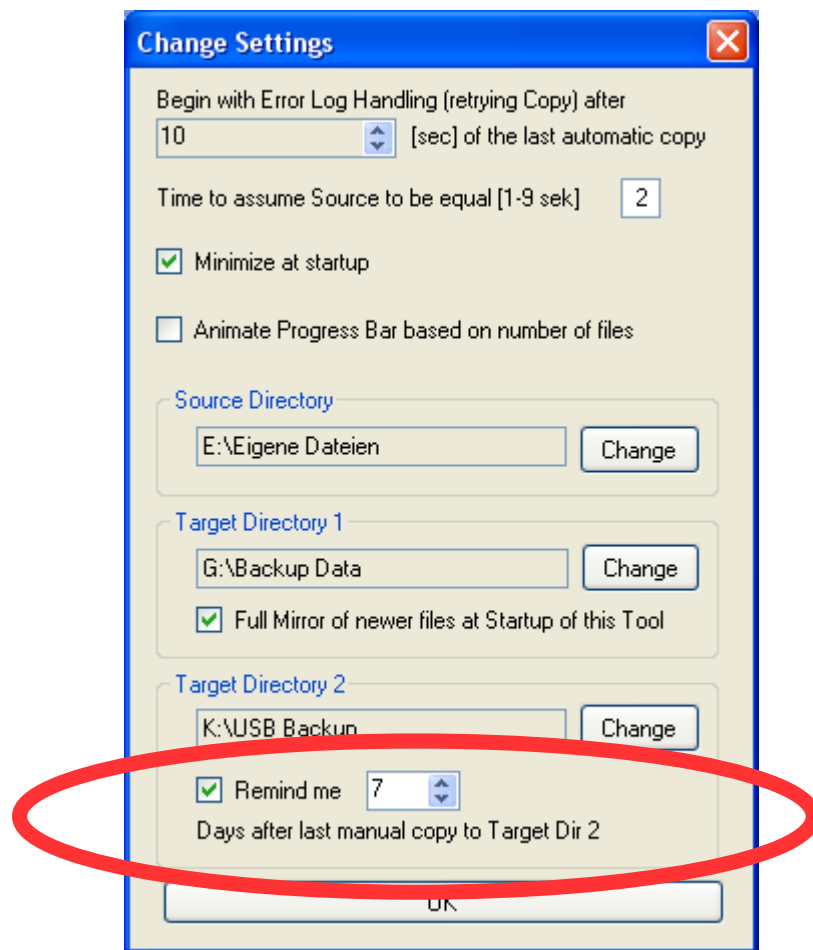 Change Settings
Begin with Error Log Handling (retrying Copy) after
10 [sec] of the last automatic copy
Time to assume Source to be equal [1-9 sek] 2
Minimize at startup
Animate Progress Bar based on number of files
Source Directory
E:\Eigene Dateien Change
Target Directory 1
G:\Backup Data Change
Full Mirror of newer files at Startup of this Tool
Target Directory 2
K:\USB Backup Change
Remind me 7
Days after last manual copy to Target Dir 2
OK